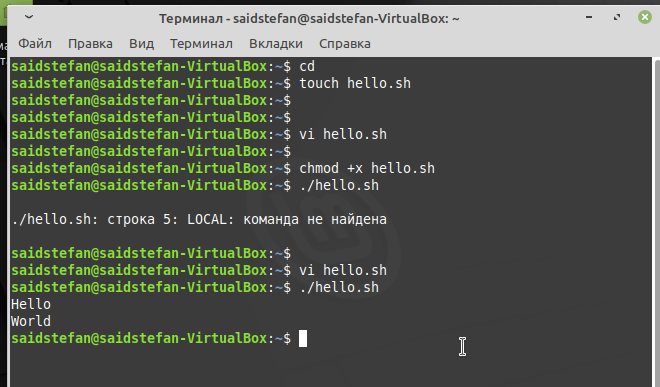 Терминал - saidstefan@saidstefan-VirtualBox: ~
Файл Правка Вид Терминал Вкладки Справка
saidstefan@saidstefan-VirtualBox:~$ cd
saidstefan@saidstefan-VirtualBox:~$ touch hello.sh
saidstefan@saidstefan-VirtualBox:~$
saidstefan@saidstefan-VirtualBox:~$
saidstefan@saidstefan-VirtualBox:~$ vi hello.sh
saidstefan@saidstefan-VirtualBox:~$
saidstefan@saidstefan-VirtualBox:~$ chmod +x hello.sh
saidstefan@saidstefan-VirtualBox:~$ ./hello.sh
./hello.sh: строка 5: LOCAL: команда не найдена
saidstefan@saidstefan-VirtualBox:~$
saidstefan@saidstefan-VirtualBox:~$ vi hello.sh
saidstefan@saidstefan-VirtualBox:~$ ./hello.sh
Hello
World
saidstefan@saidstefan-VirtualBox:~$